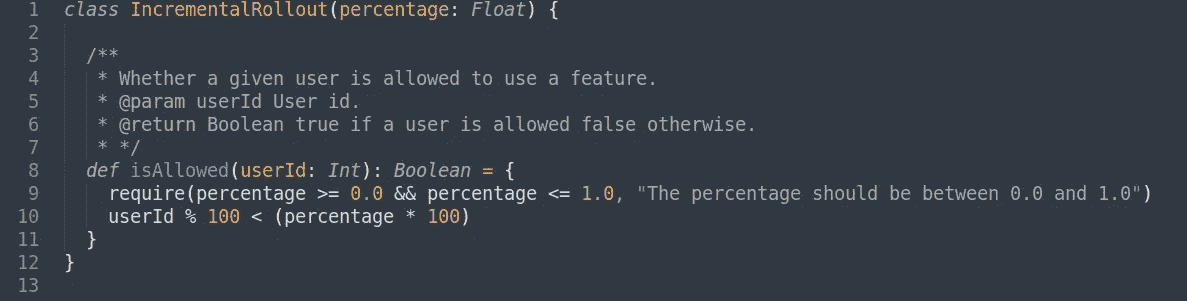 1 class IncrementalRollout(percentage: Float) {
2
3   /**
4    * Whether a given user is allowed to use a feature.
5    * @param userId User id.
6    * @return Boolean true if a user is allowed false otherwise.
7    * */
8   def isAllowed(userId: Int): Boolean = {
9     require(percentage >= 0.0 && percentage <= 1.0, "The percentage should be between 0.0 and 1.0")
10     userId % 100 < (percentage * 100)
11   }
12 }
13